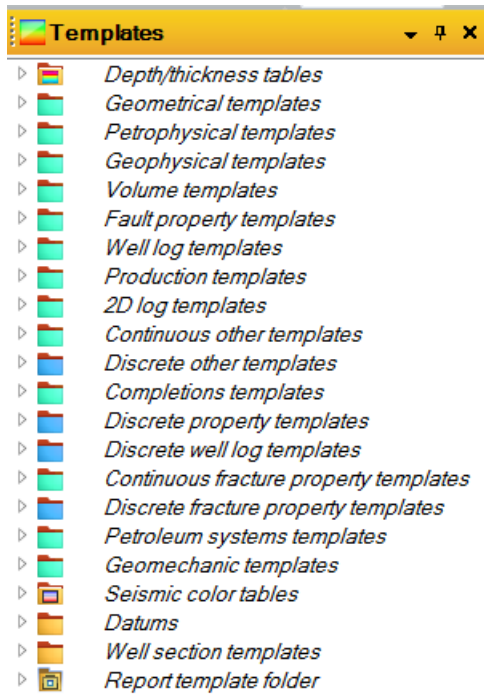 Templates
Depth/thickness tables
Geometrical templates
Petrophysical templates
Geophysical templates
Volume templates
Fault property templates
Well log templates
Production templates
2D log templates
Continuous other templates
Discrete other templates
Completions templates
Discrete property templates
Discrete well log templates
Continuous fracture property templates
Discrete fracture property templates
Petroleum systems templates
Geomechanic templates
Seismic color tables
Datums
Well section templates
Report template folder